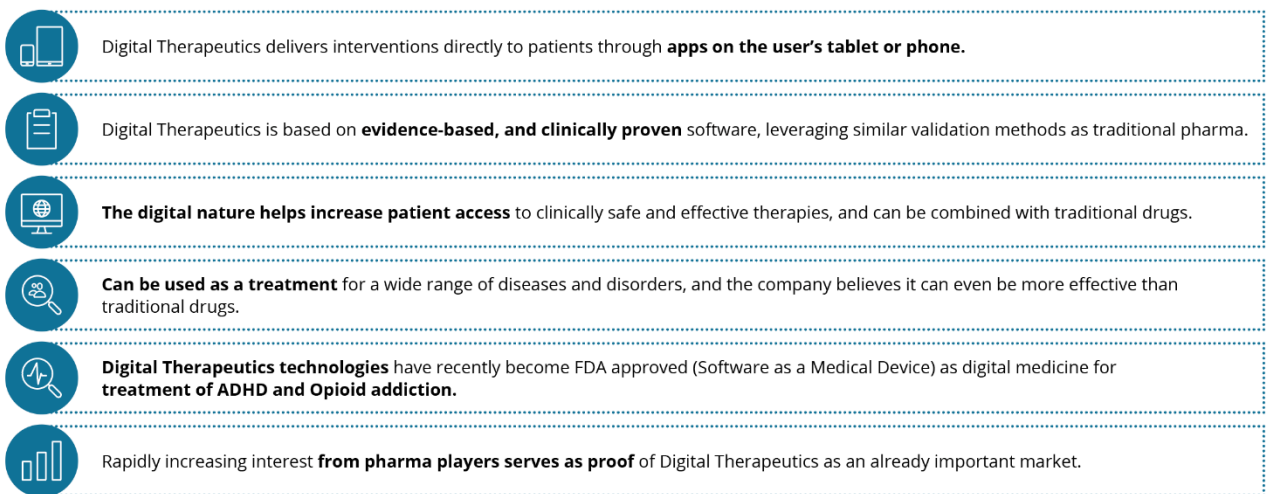 Digital Therapeutics delivers interventions directly to patients through apps on the user’s tablet or phone.
Digital Therapeutics is based on evidence-based, and clinically proven software, leveraging similar validation methods as traditional pharma.
The digital nature helps increase patient access to clinically safe and effective therapies, and can be combined with traditional drugs.
Can be used as a treatment for a wide range of diseases and disorders, and the company believes it can even be more effective than
traditional drugs.
Digital Therapeutics technologies have recently become FDA approved (Software as a Medical Device) as digital medicine for
treatment of ADHD and Opioid addiction.
Rapidly increasing interest from pharma players serves as proof of Digital Therapeutics as an already important market.